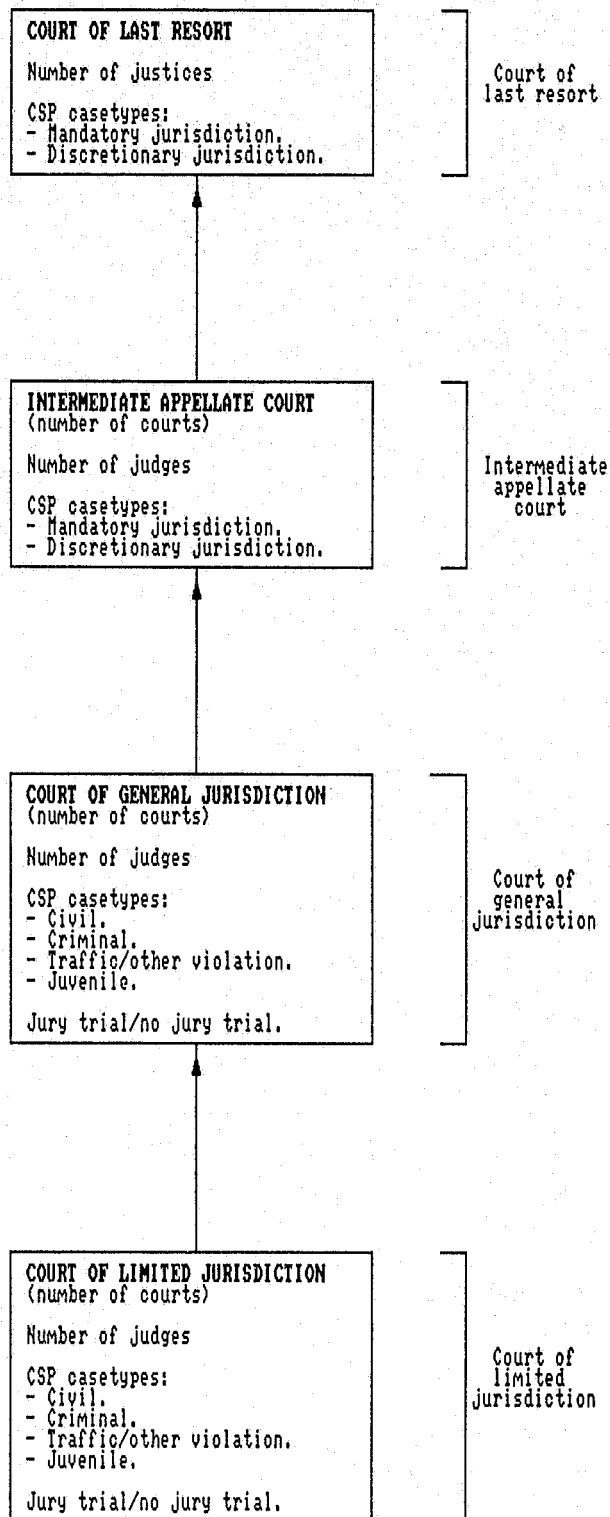 COURT OF LAST RESORT
Number of justices
CSP casetypes:
- Mandatory jurisdiction.
- Discretionary jurisdiction.
Court of
last resort
INTERMEDIATE APPELLATE COURT
(number of courts)
Number of judges
CSP casetypes:
- Mandatory jurisdiction.
- Discretionary jurisdiction.
Intermediate
appellate
court
COURT OF GENERAL JURISDICTION
(number of courts)
Number of judges
CSP casetypes:
- Civil.
- Criminal.
- Traffic/other violation.
- Juvenile.
Jury trial/no jury trial.
Court of
general
jurisdiction
COURT OF LIMITED JURISDICTION
(number of courts)
Number of judges
CSP casetypes:
- Civil.
- Criminal.
- Traffic/other violation.
- Juvenile.
Jury trial/no jury trial.
Court of
limited
jurisdiction